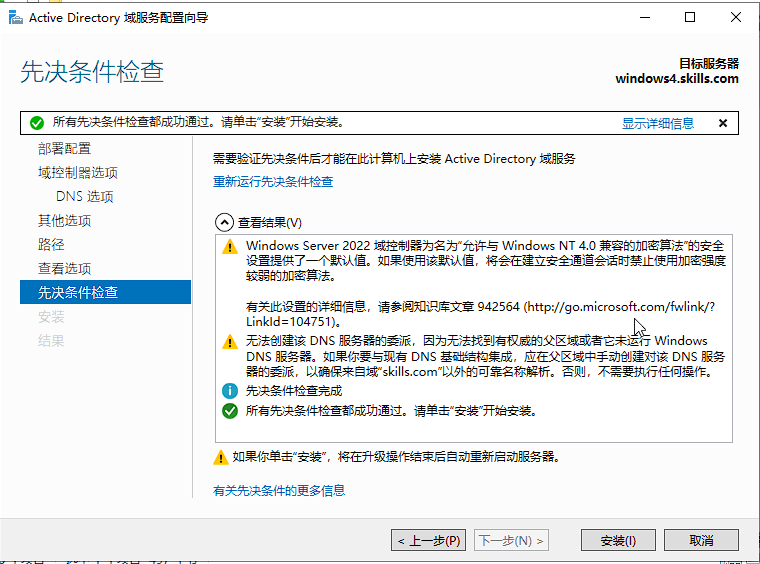 Active Directory 域服务配置向导
先决条件检查
目标服务器
windows4.skills.com
所有先决条件检查都成功通过。请单击“安装”开始安装。
显示详细信息
部署配置
域控制器选项
DNS 选项
其他选项
路径
查看选项
先决条件检查
安装
结果
需要验证先决条件后才能在此计算机上安装 Active Directory 域服务
重新运行先决条件检查
查看结果(V)
Windows Server 2022 域控制器为名为“允许与 Windows NT 4.0 兼容的加密算法”的安全
设置提供了一个默认值。如果使用该默认值，将会在建立安全通道会话时禁止使用加密强度
较弱的加密算法。
有关此设置的详细信息，请参阅知识库文章 942564 (http://go.microsoft.com/fwlink/?
LinkId=104751)。
无法创建该 DNS 服务器的委派，因为无法找到有权威的父区域或者它未运行 Windows
DNS 服务器。如果你要与现有 DNS 基础结构集成，应在父区域中手动创建对该 DNS 服务
器的委派，以确保来自域“skills.com”以外的可靠名称解析。否则，不需要执行任何操作。
先决条件检查完成
所有先决条件检查都成功通过。请单击“安装”开始安装。
如果你单击“安装”，将在升级操作结束后自动重新启动服务器。
有关先决条件的更多信息
< 上一步(P)
下一步(N) >
安装(I)
取消